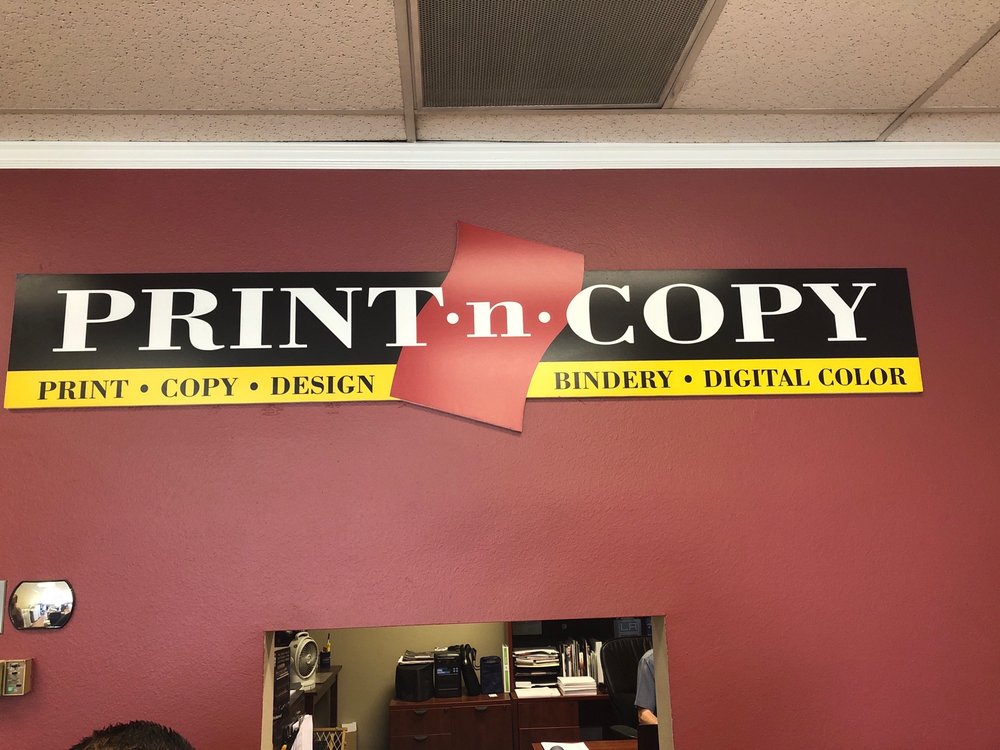 PRINT·n·COPY
PRINT • COPY • DESIGN BINDERY • DIGITAL COLOR